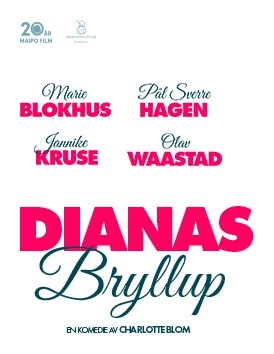 20 ÅR
MAIPO FILM
Marie
BLOKHUS
Pål Sverre
HAGEN
Jannike
KRUSE
Olav
WAASTAD
DIANAS
Bryllup
EN KOMEDIE AV CHARLOTTE BLOM